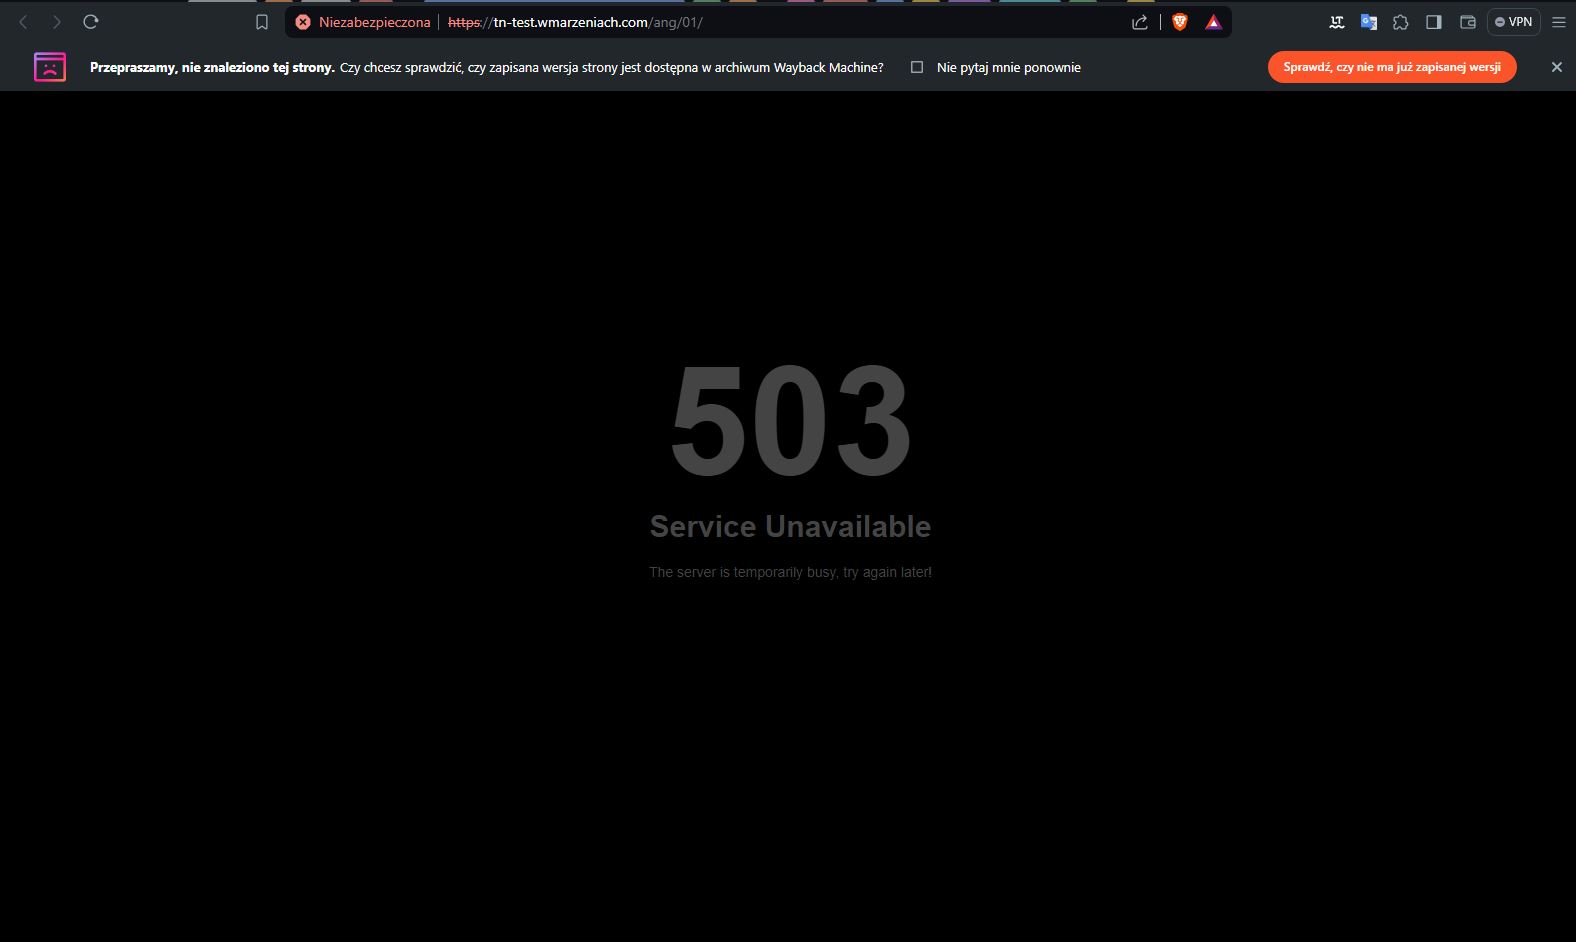 Niezabezpieczona https://tn-test.wmarzeniach.com/ang/01/ VPN
Przepraszamy, nie znaleziono tej strony. Czy chcesz sprawdzić, czy zapisana wersja strony jest dostępna w archiwum Wayback Machine? Nie pytaj mnie ponownie Sprawdź, czy nie ma już zapisanej wersji
503
Service Unavailable
The server is temporarily busy, try again later!